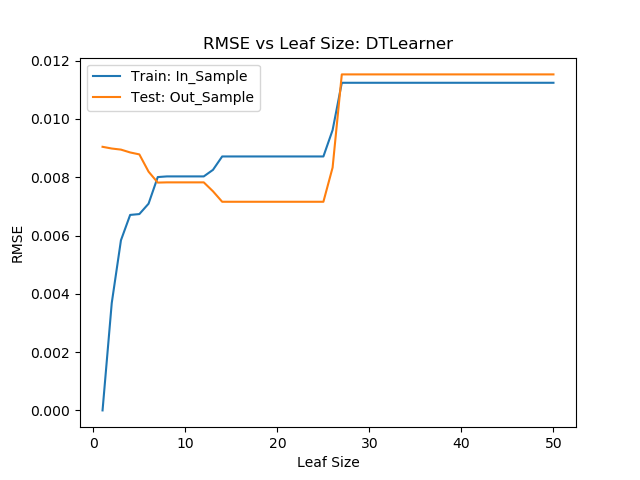 RMSE vs Leaf Size: DTLearner
Train: In_Sample
Test: Out_Sample
0.012
0.010
0.008
0.006
0.004
0.002
0.000
RMSE
0 10 20 30 40 50
Leaf Size